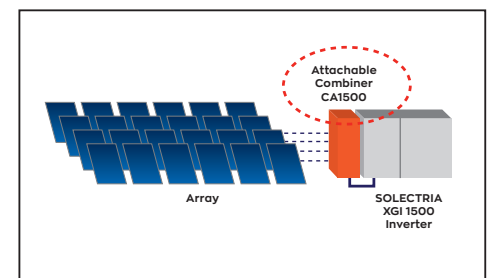 Attachable
Combiner
CA1500
Array
SOLECTRIA
XGI 1500
Inverter